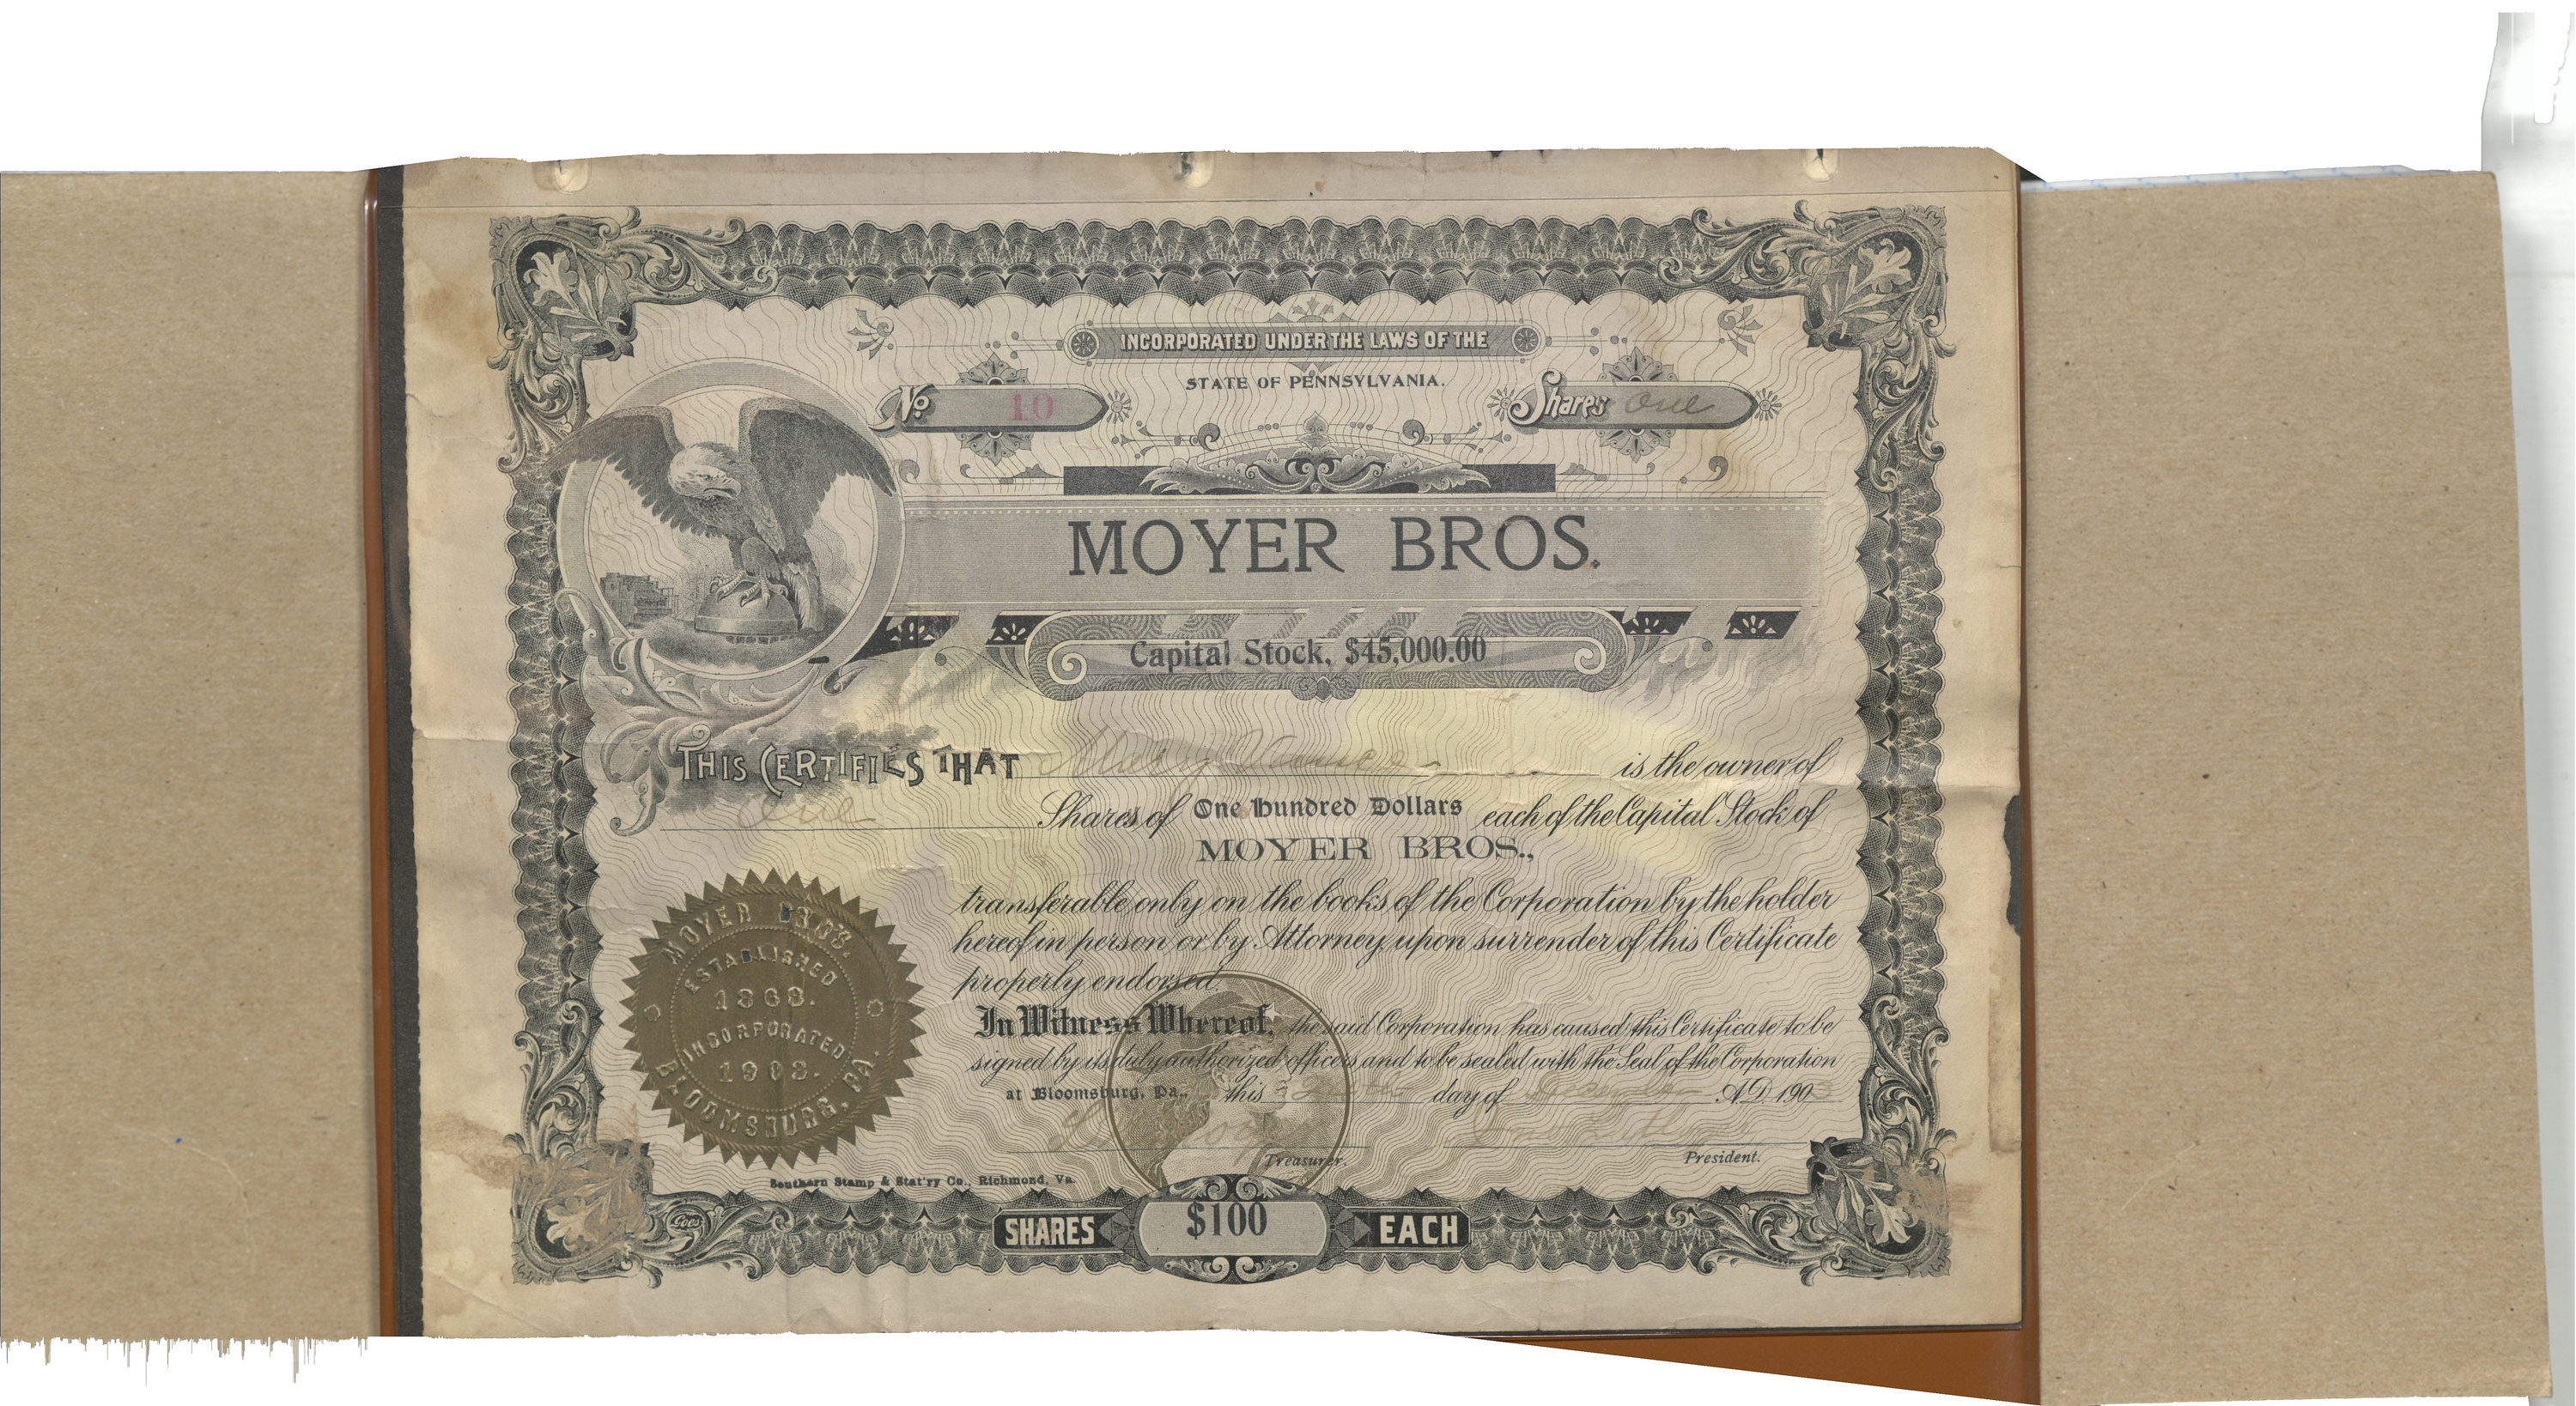 INCORPORATED UNDER THE LAWS OF THE
STATE OF PENNSYLVANIA.
No. 10
Shares One
MOYER BROS.
Capital Stock, $45,000.00
THIS CERTIFIES THAT is the owner of
One Shares of One Hundred Dollars each of the Capital Stock of
MOYER BROS.,
transferable only on the books of the Corporation by the holder
hereof in person or by Attorney upon surrender of this Certificate
properly endorsed.
In Witness Whereof, the said Corporation has caused this Certificate to be
signed by its duly authorized officers and to be sealed with the Seal of the Corporation
at Bloomsburg, Pa., this day of December A.D. 1903
Treasurer.
President.
MOYER BROS.
ESTABLISHED
1868.
INCORPORATED
1903.
BLOOMSBURG, PA.
Southern Stamp & Stat'ry Co., Richmond, Va.
Goes
SHARES $100 EACH